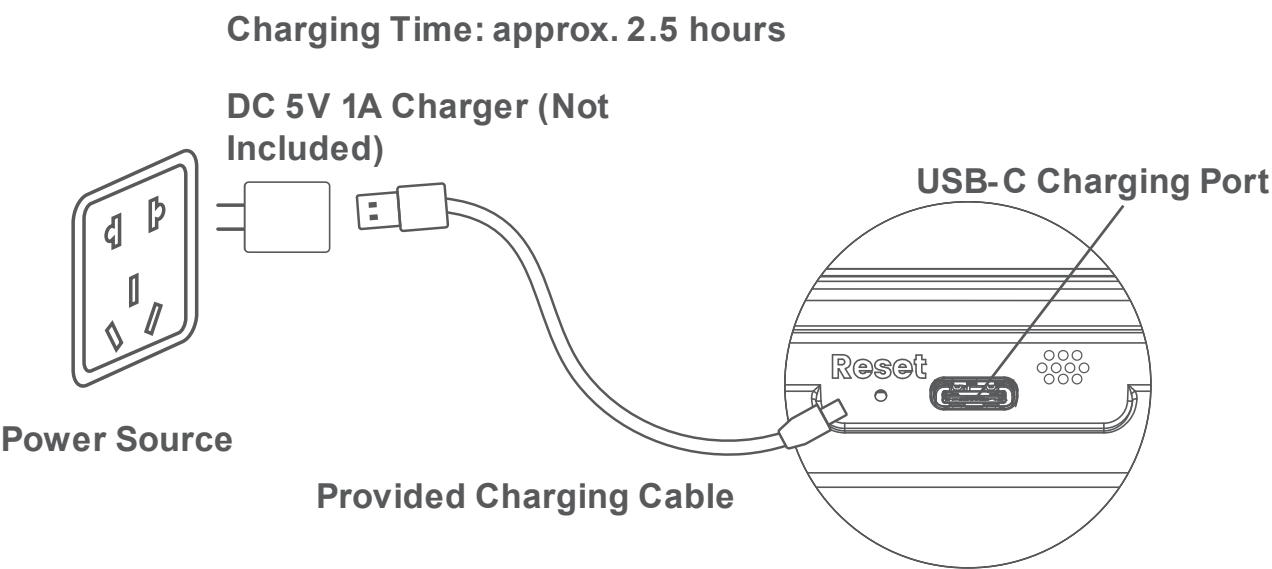 Charging Time: approx. 2.5 hours
DC 5V 1A Charger (Not
Included)
USB-C Charging Port
Reset
Power Source
Provided Charging Cable